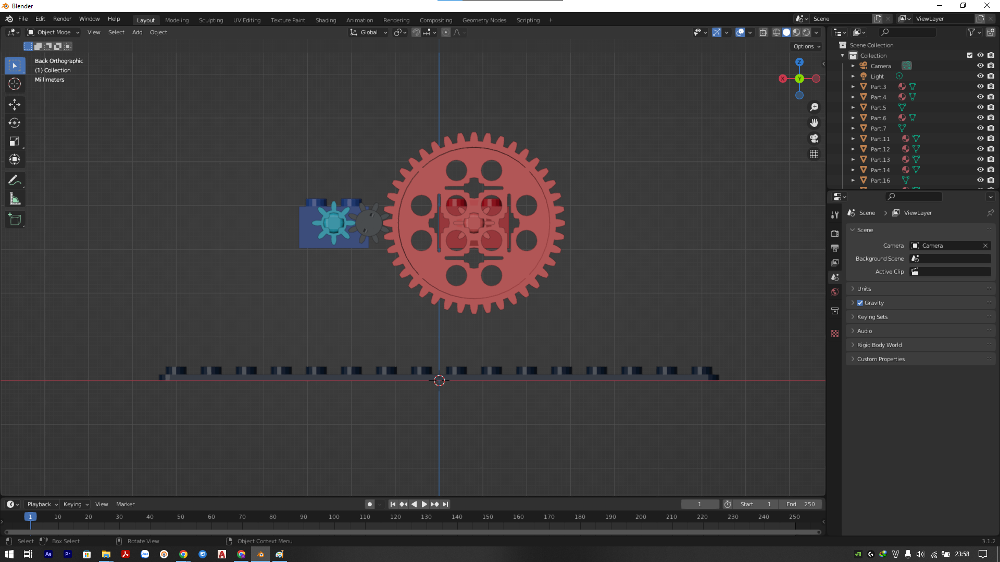 Blender
File Edit Render Window Help Layout Modeling Sculpting UV Editing Texture Paint Shading Animation Rendering Compositing Geometry Nodes Scripting + Scene ViewLayer
Object Mode View Select Add Object Global
Options
Back Orthographic
(1) Collection
Millimeters
Z
X
Y
Scene Collection
Collection
Camera
Light
Part.3
Part.4
Part.5
Part.6
Part.7
Part.11
Part.12
Part.13
Part.14
Part.16
Scene > ViewLayer
Scene
Camera Camera
Background Scene
Active Clip
Units
Gravity
Keying Sets
Audio
Rigid Body World
Custom Properties
Playback Keying View Marker 1 Start 1 End 250
1 10 20 30 40 50 60 70 80 90 100 110 120 130 140 150 160 170 180 190 200 210 220 230 240 250
Select Box Select Rotate View Object Context Menu 3.1.2
Ae Pr Zalo 23:58